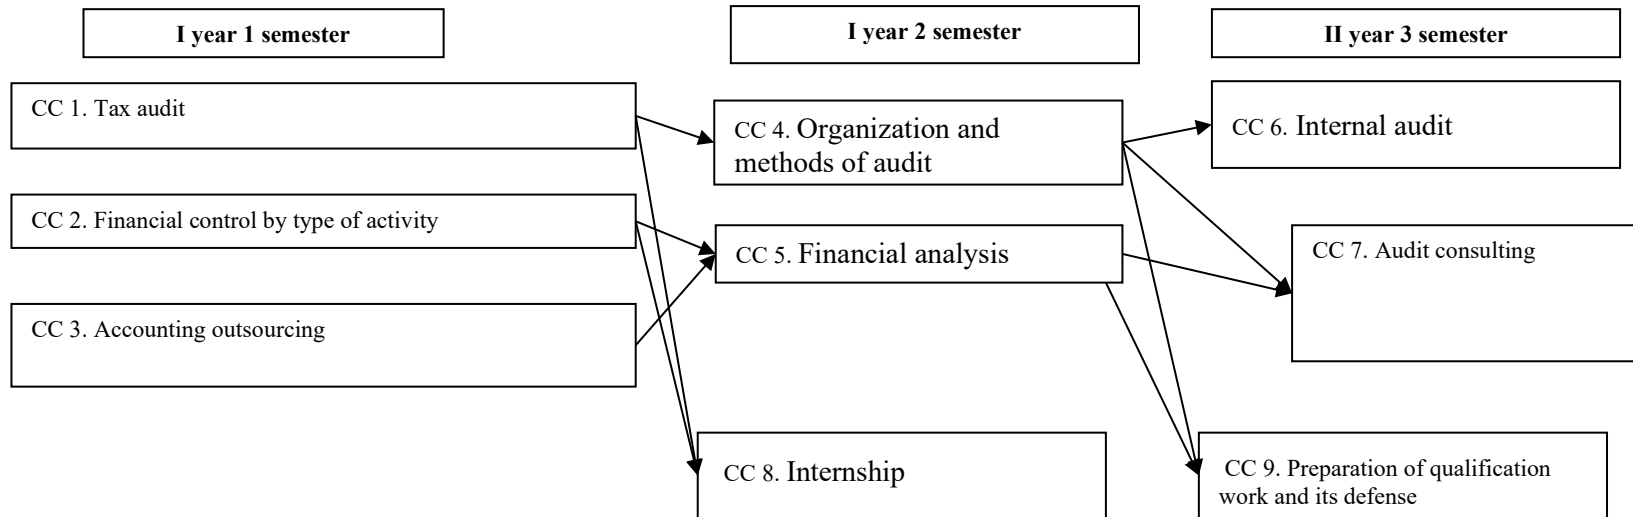 I year 1 semester
I year 2 semester
II year 3 semester
CC 1. Tax audit
CC 4. Organization and
methods of audit
CC 6. Internal audit
CC 2. Financial control by type of activity
CC 5. Financial analysis
CC 7. Audit consulting
CC 3. Accounting outsourcing
CC 8. Internship
CC 9. Preparation of qualification
work and its defense